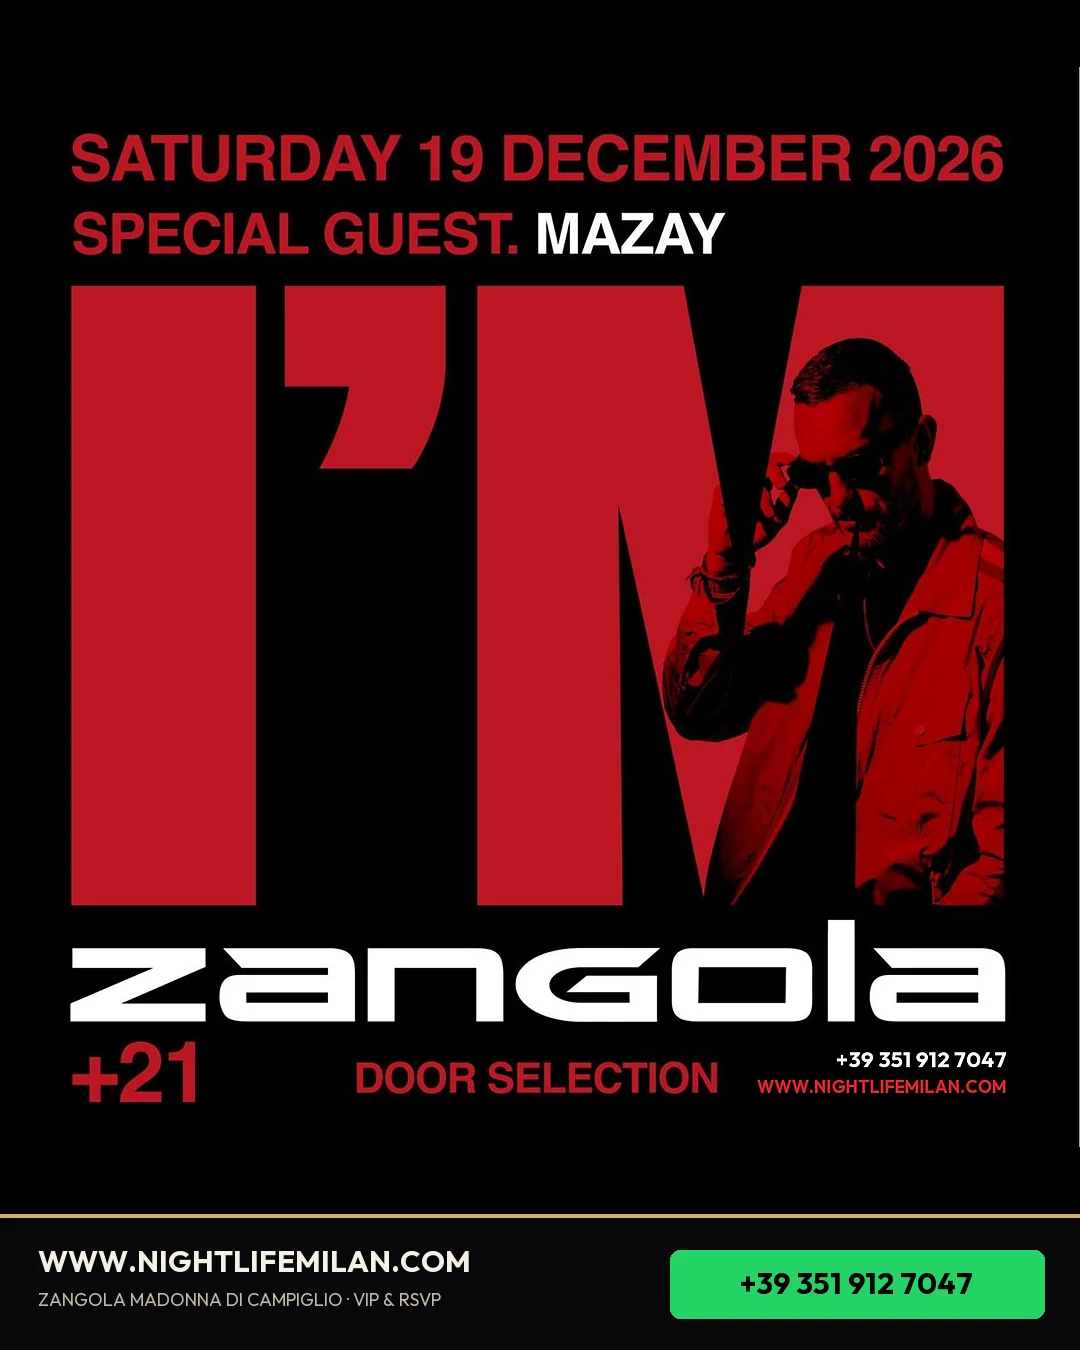 SATURDAY 19 DECEMBER 2026
SPECIAL GUEST. MAZAY
I'M
zangola
+21
DOOR SELECTION
+39 351 912 7047
WWW.NIGHTLIFEMILAN.COM
WWW.NIGHTLIFEMILAN.COM
ZANGOLA MADONNA DI CAMPIGLIO · VIP & RSVP
+39 351 912 7047